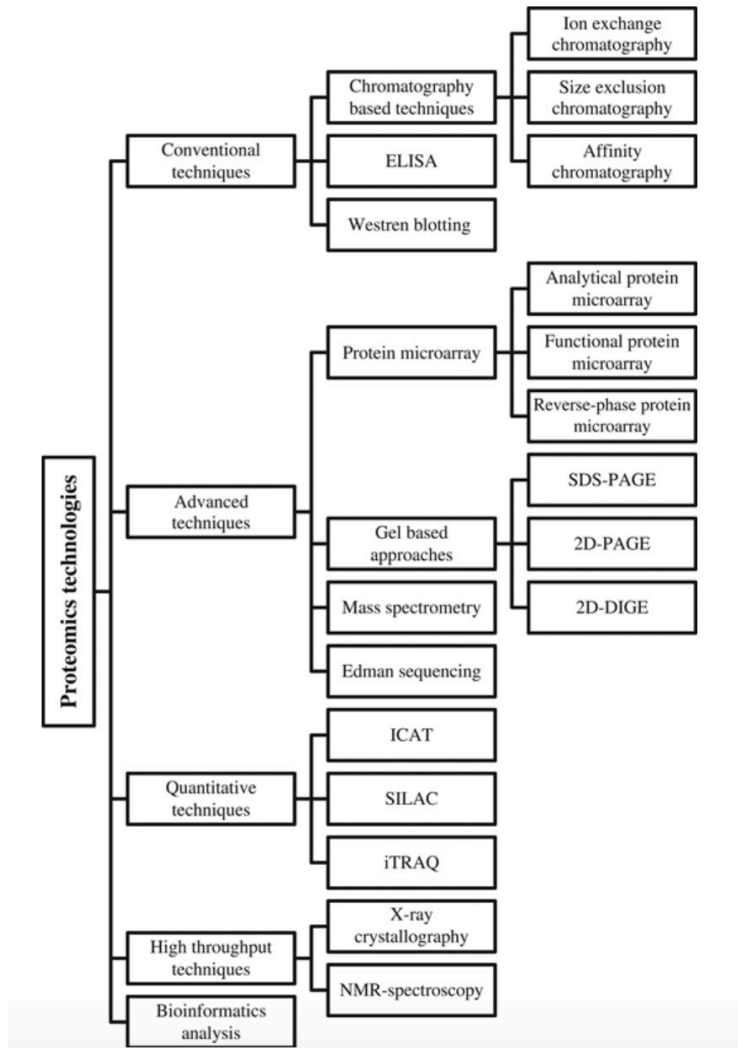 Proteomics technologies
Conventional
techniques
Chromatography
based techniques
Ion exchange
chromatography
Size exclusion
chromatography
Affinity
chromatography
ELISA
Westren blotting
Advanced
techniques
Protein microarray
Analytical protein
microarray
Functional protein
microarray
Reverse-phase protein
microarray
Gel based
approaches
SDS-PAGE
2D-PAGE
2D-DIGE
Mass spectrometry
Edman sequencing
Quantitative
techniques
ICAT
SILAC
iTRAQ
High throughput
techniques
X-ray
crystallography
NMR-spectroscopy
Bioinformatics
analysis